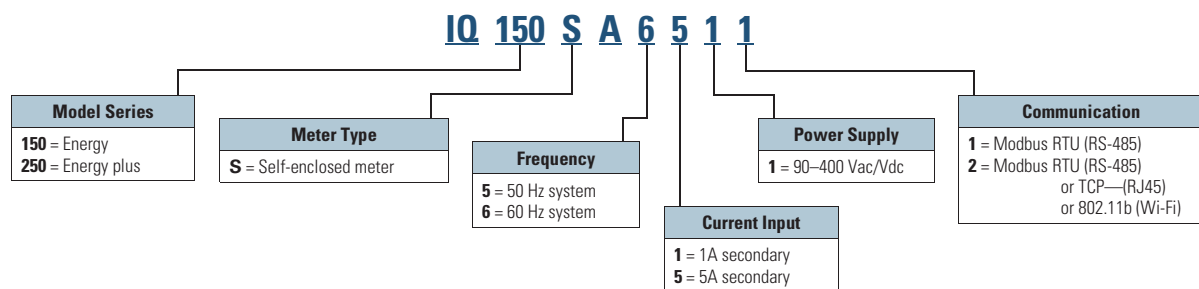 IQ 150 S A 6 5 1 1
Model Series
150 = Energy
250 = Energy plus
Meter Type
S = Self-enclosed meter
Frequency
5 = 50 Hz system
6 = 60 Hz system
Current Input
1 = 1A secondary
5 = 5A secondary
Power Supply
1 = 90–400 Vac/Vdc
Communication
1 = Modbus RTU (RS-485)
2 = Modbus RTU (RS-485)
or TCP—(RJ45)
or 802.11b (Wi-Fi)